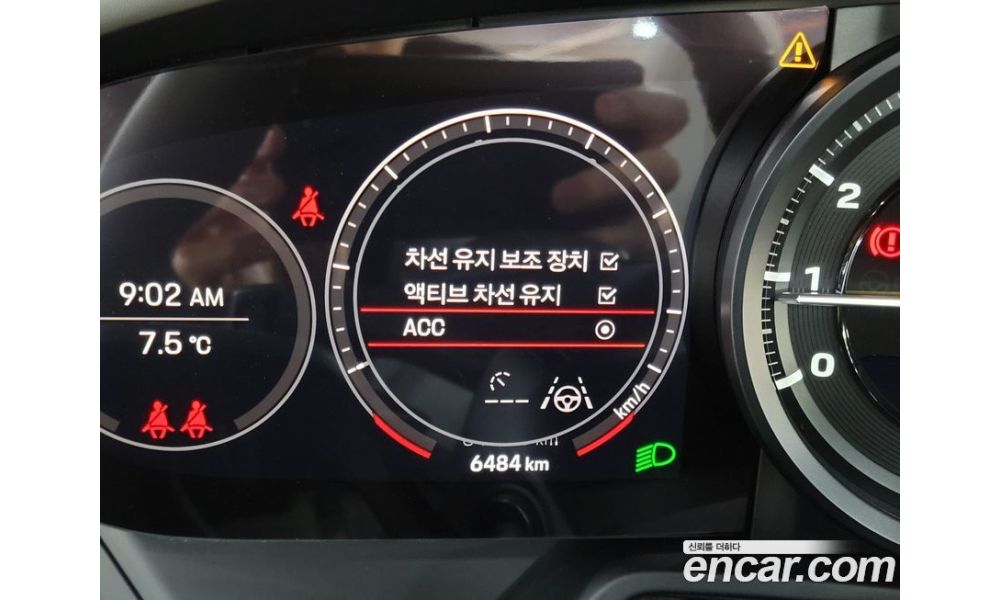 차선 유지 보조 장치
액티브 차선 유지
ACC
9:02 AM
7.5 °C
km/h
6484 km
2
1
0
신뢰를 더하다
encar.com